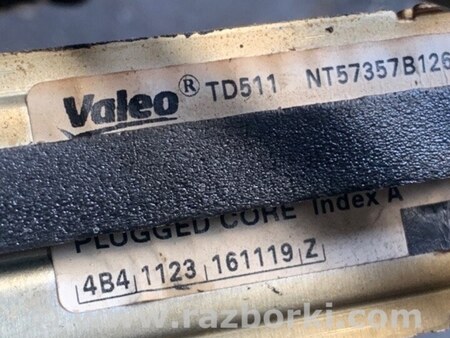 Valeo® TD511 NT57357B126
PLUGGED CORE Index A
4B4 1123 161119 Z
www.razborki.com